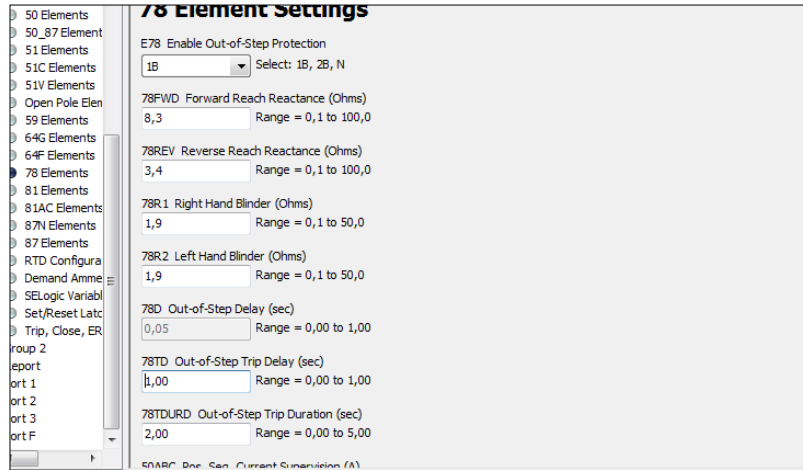 50 Elements
50_87 Element
51 Elements
51C Elements
51V Elements
Open Pole Elen
59 Elements
64G Elements
64F Elements
78 Elements
81 Elements
81AC Elements
87N Elements
87 Elements
RTD Configura
Demand Amme
SELogic Variabl
Set/Reset Latc
Trip, Close, ER
roup 2
eport
ort 1
ort 2
ort 3
ort F
78 Element Settings
E78 Enable Out-of-Step Protection
1B Select: 1B, 2B, N
78FWD Forward Reach Reactance (Ohms)
8,3 Range = 0,1 to 100,0
78REV Reverse Reach Reactance (Ohms)
3,4 Range = 0,1 to 100,0
78R1 Right Hand Blinder (Ohms)
1,9 Range = 0,1 to 50,0
78R2 Left Hand Blinder (Ohms)
1,9 Range = 0,1 to 50,0
78D Out-of-Step Delay (sec)
0,05 Range = 0,00 to 1,00
78TD Out-of-Step Trip Delay (sec)
1,00 Range = 0,00 to 1,00
78TDURD Out-of-Step Trip Duration (sec)
2,00 Range = 0,00 to 5,00
50ABC Pos. Seq. Current Supervision (A)